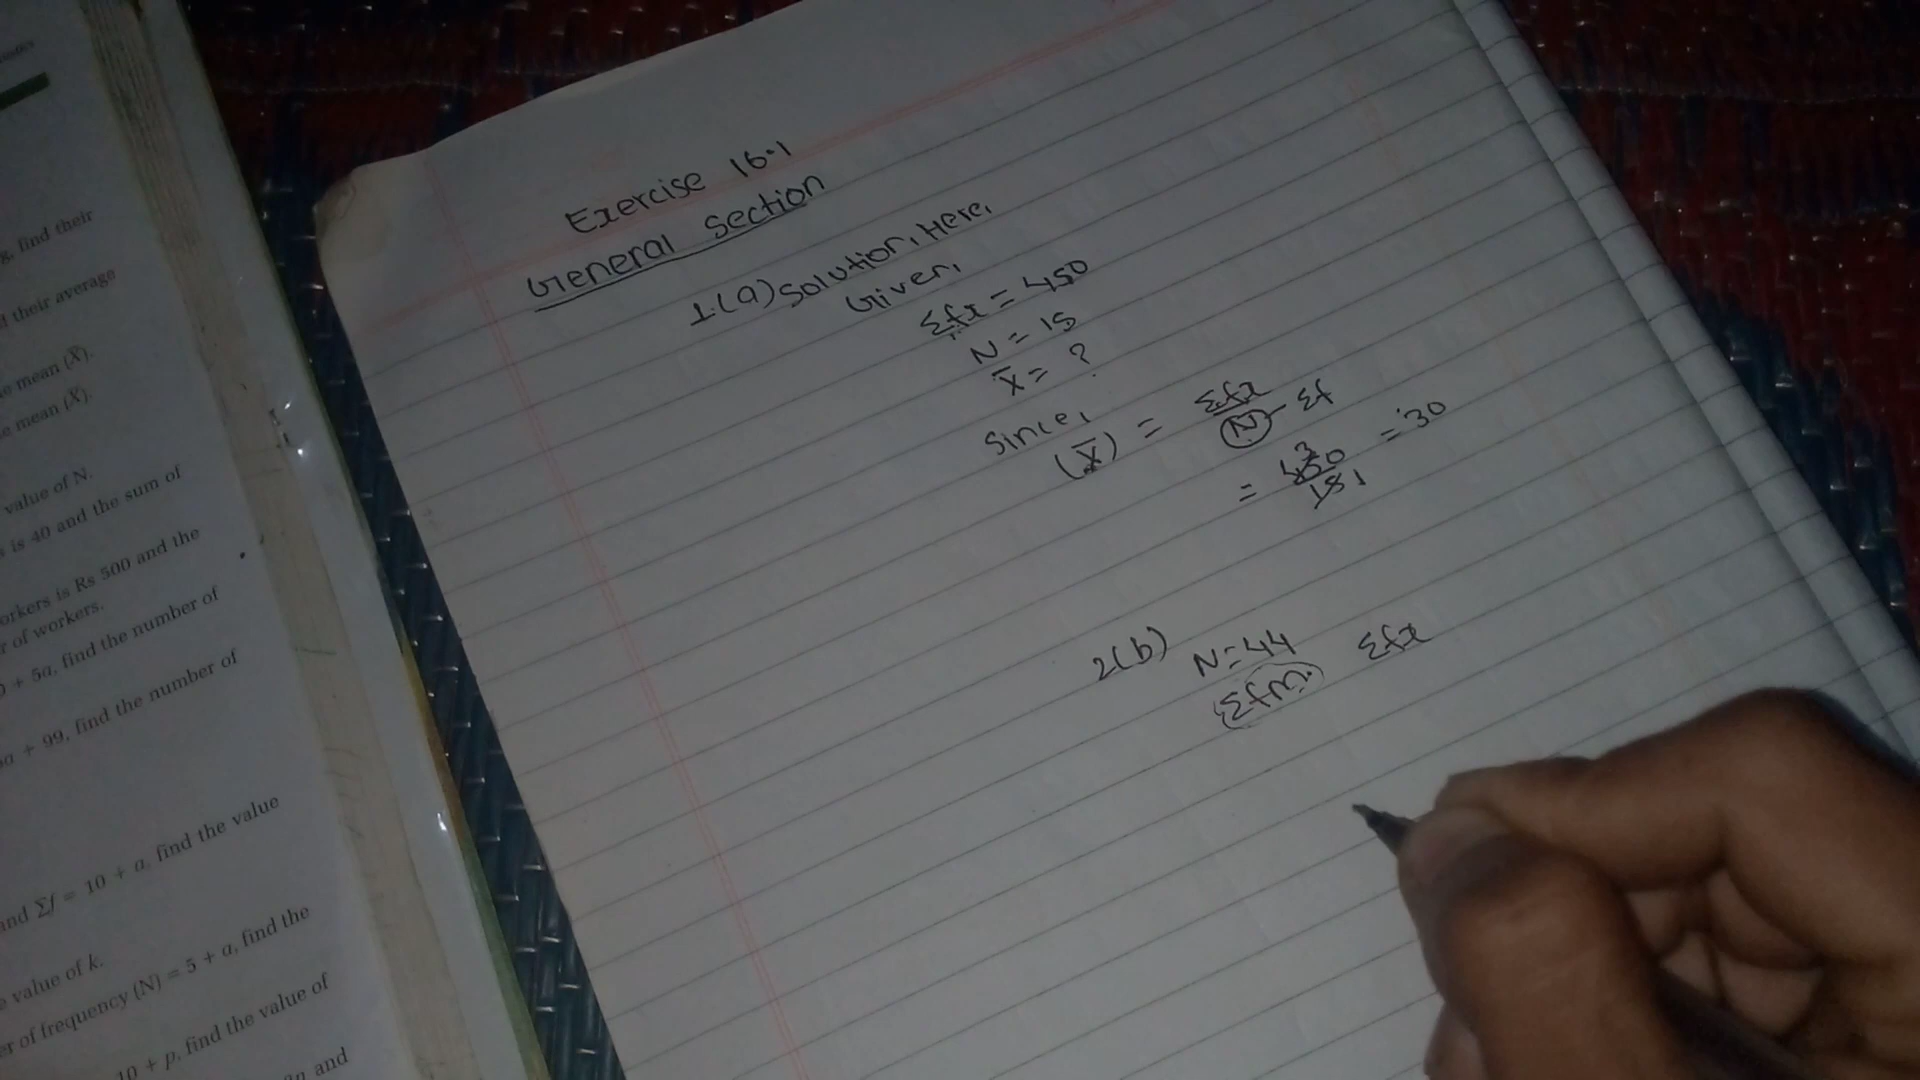 g, find their
d their average
mean (X̄).
mean (X̄).
value of N.
is 40 and the sum of
orkers is Rs 500 and the
r of workers.
+ 5a, find the number of
a + 99, find the number of
and Σf = 10 + a, find the value
value of k.
er of frequency (N) = 5 + a, find the
10 + p, find the value of
and
Exercise 16.1
General Section
1.(a) Solution, Here,
Given,
Σfx = 450
N = 15
X̄ = ?
Since,
(X̄) = Σfx / N - Σf
= 450 / 15 1 = 30
2(b) N=44
Σfm. Σfx